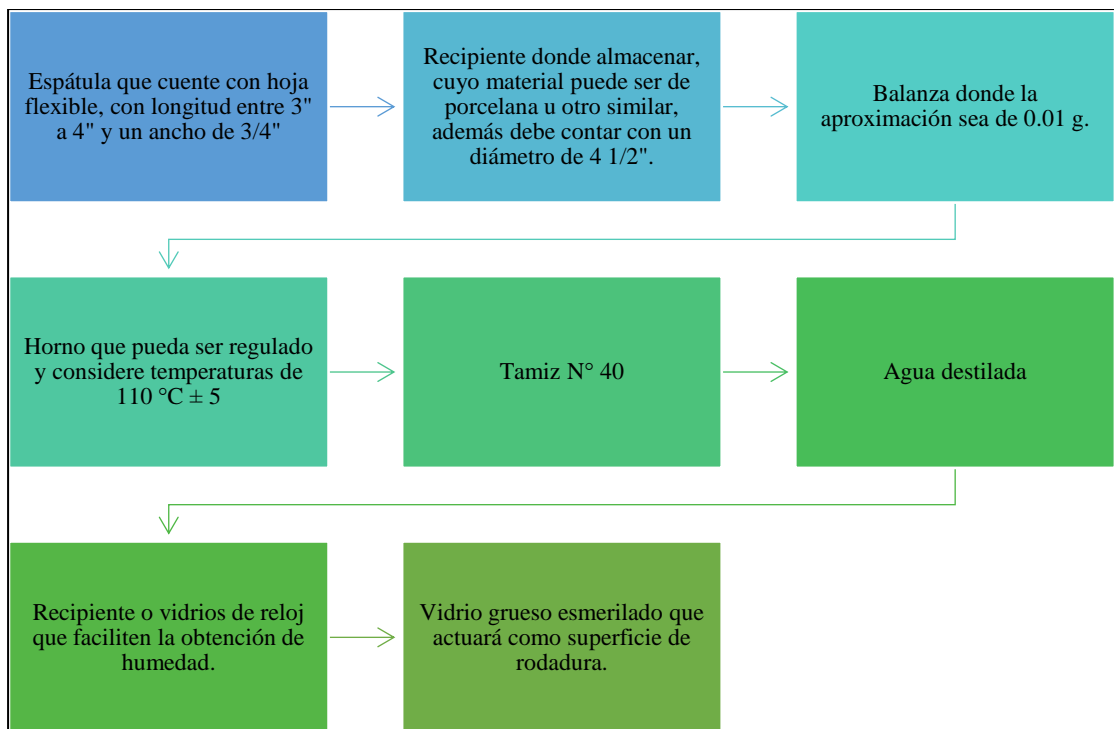 Espátula que cuente con hoja
flexible, con longitud entre 3"
a 4" y un ancho de 3/4"
Recipiente donde almacenar,
cuyo material puede ser de
porcelana u otro similar,
además debe contar con un
diámetro de 4 1/2".
Balanza donde la
aproximación sea de 0.01 g.
Horno que pueda ser regulado
y considere temperaturas de
110 °C ± 5
Tamiz N° 40
Agua destilada
Recipiente o vidrios de reloj
que faciliten la obtención de
humedad.
Vidrio grueso esmerilado que
actuará como superficie de
rodadura.